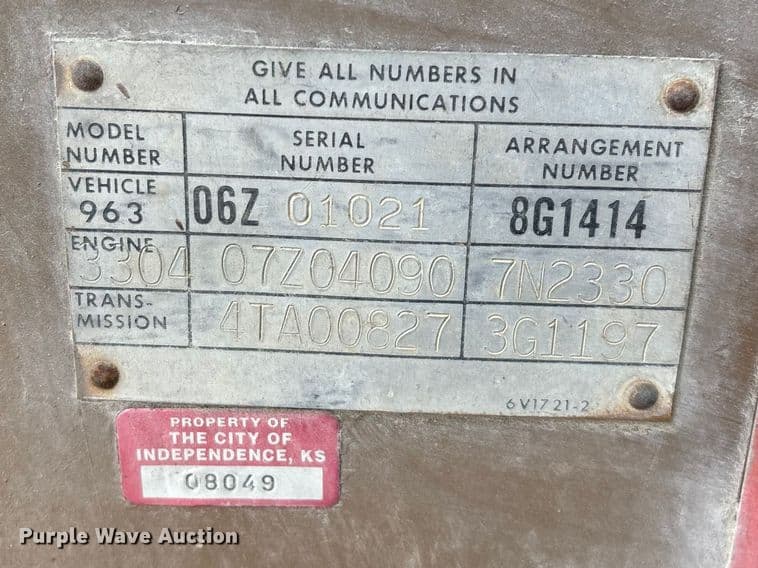 GIVE ALL NUMBERS IN
ALL COMMUNICATIONS
MODEL NUMBER SERIAL NUMBER ARRANGEMENT NUMBER
VEHICLE 963 06Z 01021 8G1414
ENGINE 3304 07Z04090 7N2330
TRANS-MISSION 4TA00827 3G1197
6V1721-2
PROPERTY OF
THE CITY OF
INDEPENDENCE, KS
08049
Purple Wave Auction